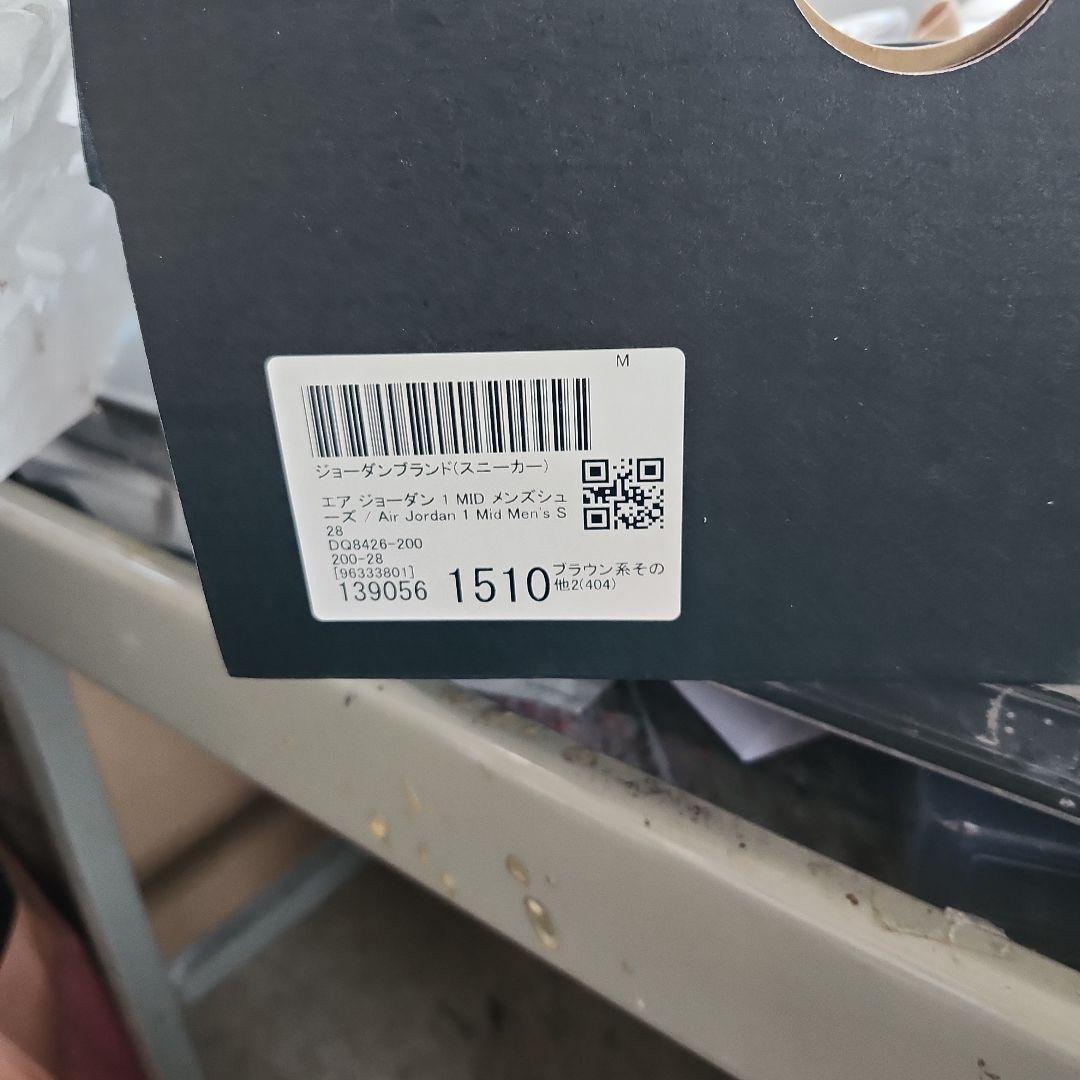 M
ジョーダンブランド(スニーカー)
エア ジョーダン 1 MID メンズシュ
ーズ / Air Jordan 1 Mid Men's S
28
DQ8426-200
200-28
[96333801]
139056 1510 ブラウン系その
他2(404)